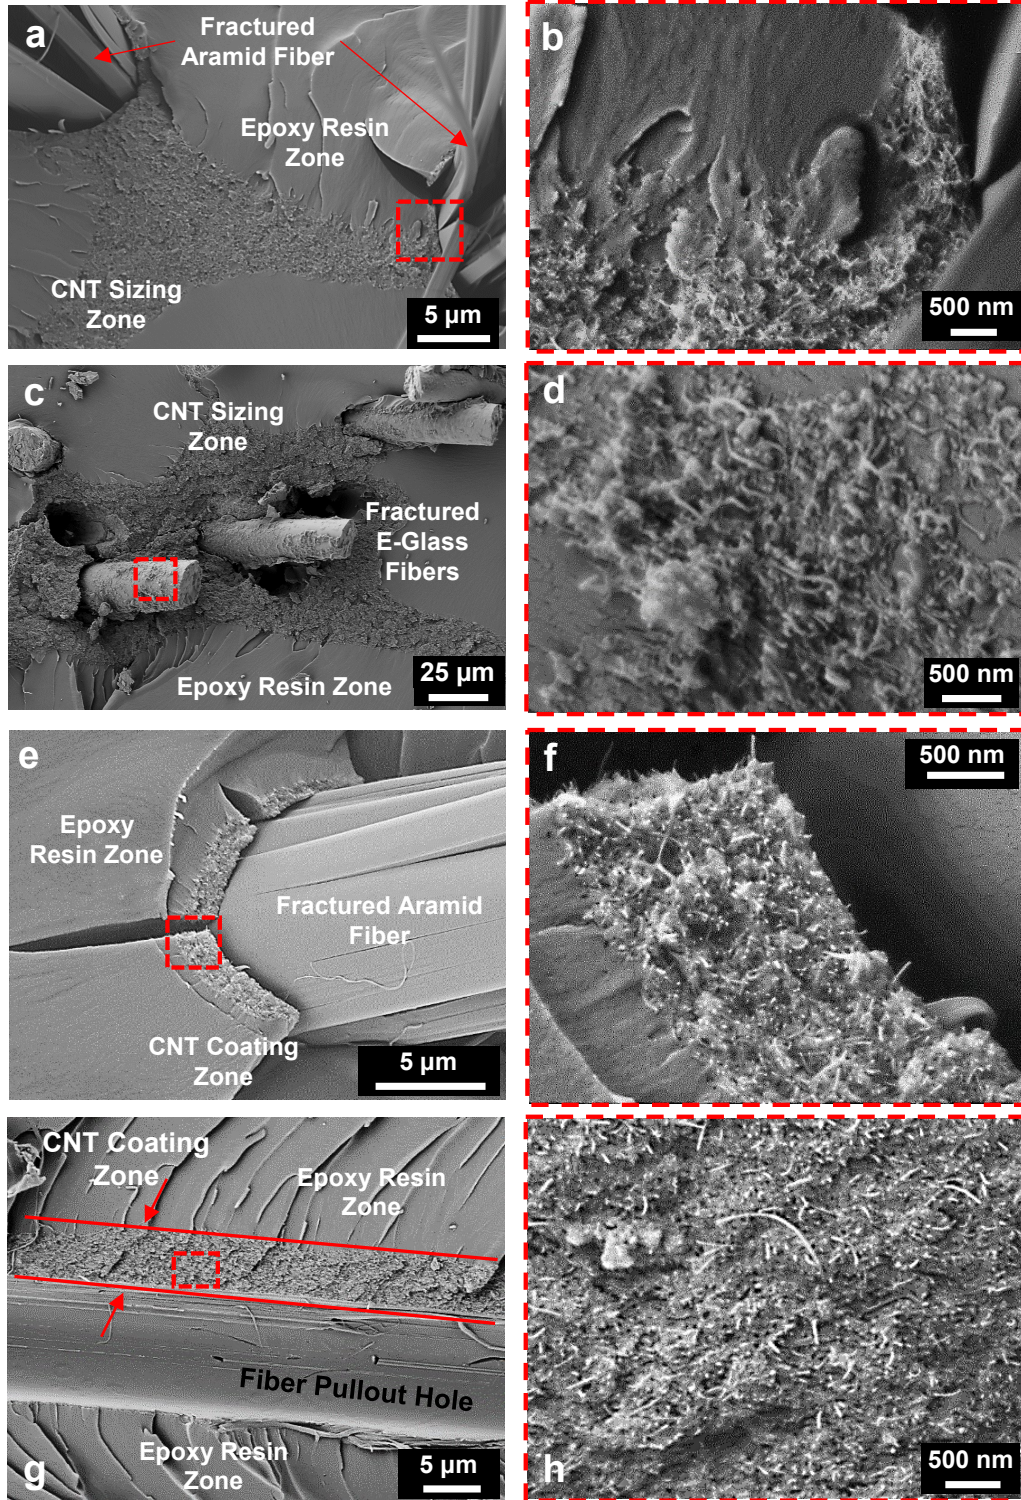 a
Fractured
Aramid Fiber
Epoxy Resin
Zone
CNT Sizing
Zone
5 µm
b
500 nm
c
CNT Sizing
Zone
Fractured
E-Glass
Fibers
Epoxy Resin Zone
25 µm
d
500 nm
e
Epoxy
Resin Zone
Fractured Aramid
Fiber
CNT Coating
Zone
5 µm
f
500 nm
CNT Coating
Zone
Epoxy Resin
Zone
Fiber Pullout Hole
Epoxy Resin
Zone
g
5 µm
h
500 nm